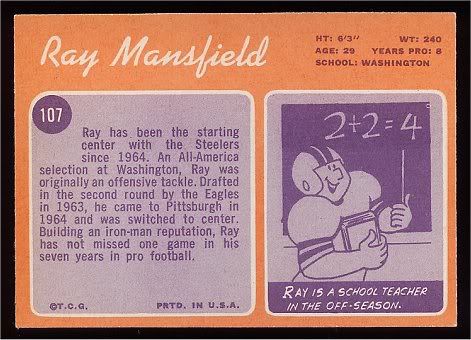 Ray Mansfield
HT: 6'3" WT: 240
AGE: 29 YEARS PRO: 8
SCHOOL: WASHINGTON
107
Ray has been the starting
center with the Steelers
since 1964. An All-America
selection at Washington, Ray was
originally an offensive tackle. Drafted
in the second round by the Eagles
in 1963, he came to Pittsburgh in
1964 and was switched to center.
Building an iron-man reputation, Ray
has not missed one game in his
seven years in pro football.
©T.C.G. PRTD. IN U.S.A.
2+2=4
RAY IS A SCHOOL TEACHER
IN THE OFF-SEASON.